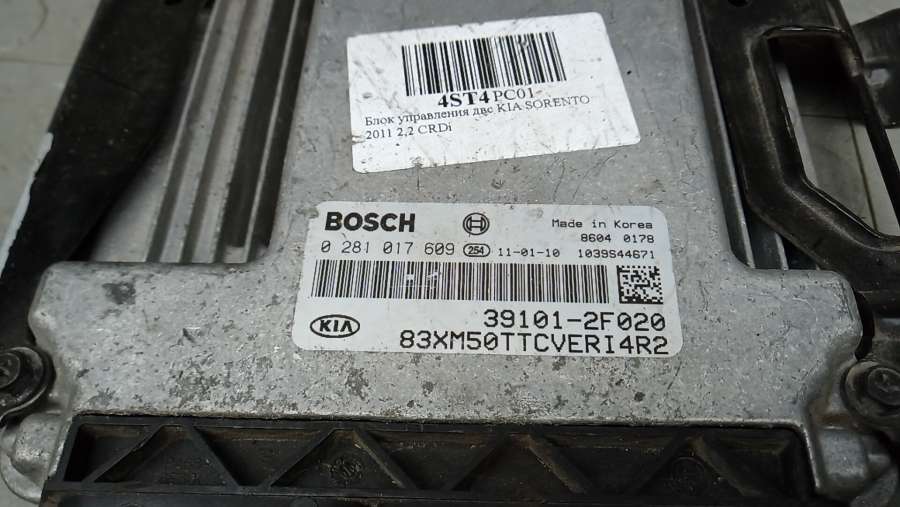 4ST4PC01
Блок управления двс KIA SORENTO
2011 2,2 CRDi
BOSCH
Made in Korea
8604 0178
0 281 017 609 254 11-01-10 1039S44671
39101-2F020
KIA
83XM50TTCVERI4R2